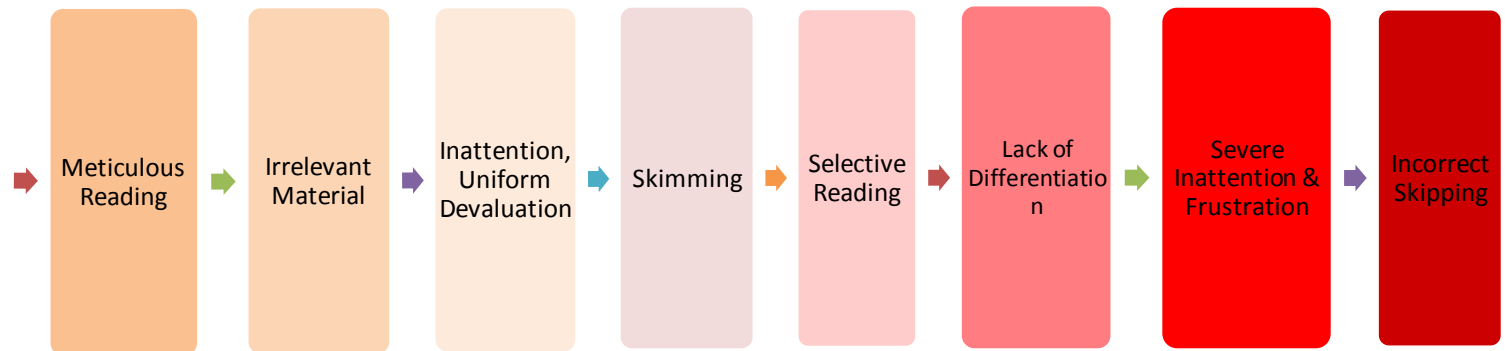 Meticulous
Reading
Irrelevant
Material
Inattention,
Uniform
Devaluation
Skimming
Selective
Reading
Lack of
Differentiatio
n
Severe
Inattention &
Frustration
Incorrect
Skipping